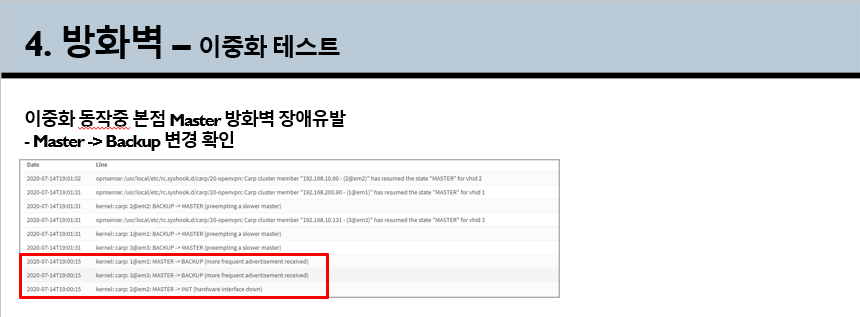 4. 방화벽 – 이중화 테스트
이중화 동작중 본점 Master 방화벽 장애유발
- Master -> Backup 변경 확인
Date Line
2020-07-14T19:01:32 opnsense: /usr/local/etc/rc.syshook.d/carp/20-openvpn: Carp cluster member "192.168.10.90 - (2@em2)" has resumed the state "MASTER" for vhid 2
2020-07-14T19:01:31 opnsense: /usr/local/etc/rc.syshook.d/carp/20-openvpn: Carp cluster member "192.168.200.90 - (1@em1)" has resumed the state "MASTER" for vhid 1
2020-07-14T19:01:31 kernel: carp: 2@em2: BACKUP -> MASTER (preempting a slower master)
2020-07-14T19:01:31 opnsense: /usr/local/etc/rc.syshook.d/carp/20-openvpn: Carp cluster member "192.168.10.131 - (3@em3)" has resumed the state "MASTER" for vhid 3
2020-07-14T19:01:31 kernel: carp: 1@em1: BACKUP -> MASTER (preempting a slower master)
2020-07-14T19:01:31 kernel: carp: 3@em3: BACKUP -> MASTER (preempting a slower master)
2020-07-14T19:00:15 kernel: carp: 1@em1: MASTER -> BACKUP (more frequent advertisement received)
2020-07-14T19:00:15 kernel: carp: 3@em3: MASTER -> BACKUP (more frequent advertisement received)
2020-07-14T19:00:15 kernel: carp: 2@em2: MASTER -> INIT (hardware interface down)